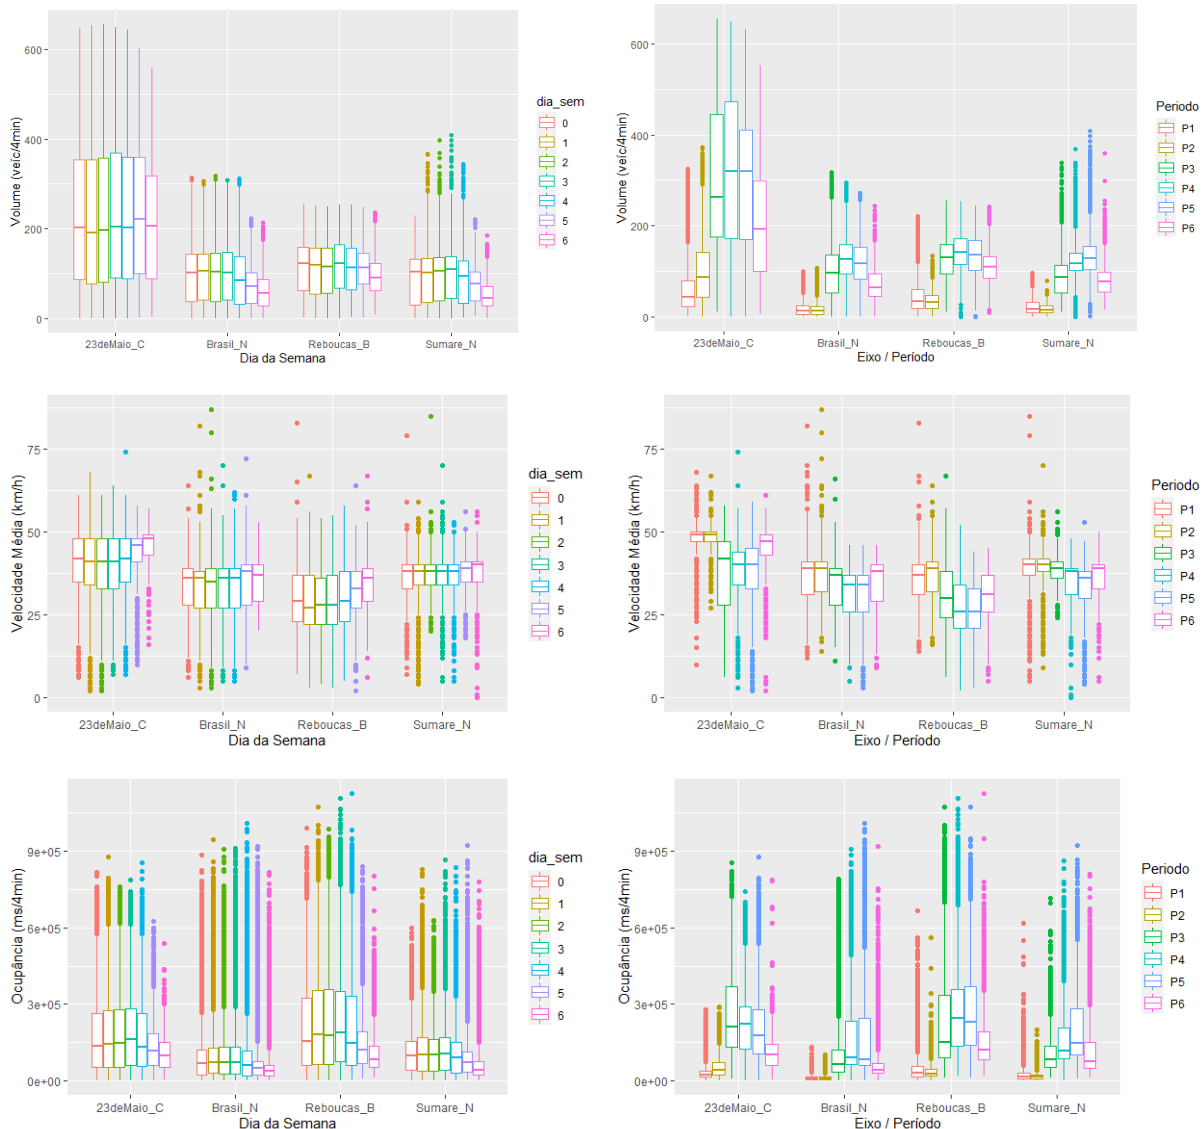 Volume (veíc/4min)
600
400
200
0
23deMaio_C Brasil_N Reboucas_B Sumare_N
Dia da Semana
dia_sem
0
1
2
3
4
5
6
Volume (veíc/4min)
600
400
200
0
23deMaio_C Brasil_N Reboucas_B Sumare_N
Eixo / Período
Periodo
P1
P2
P3
P4
P5
P6
Velocidade Média (km/h)
75
50
25
0
23deMaio_C Brasil_N Reboucas_B Sumare_N
Dia da Semana
dia_sem
0
1
2
3
4
5
6
Velocidade Média (km/h)
75
50
25
0
23deMaio_C Brasil_N Reboucas_B Sumare_N
Eixo / Período
Periodo
P1
P2
P3
P4
P5
P6
Ocupância (ms/4min)
9e+05
6e+05
3e+05
0e+00
23deMaio_C Brasil_N Reboucas_B Sumare_N
Dia da Semana
dia_sem
0
1
2
3
4
5
6
Ocupância (ms/4min)
9e+05
6e+05
3e+05
0e+00
23deMaio_C Brasil_N Reboucas_B Sumare_N
Eixo / Período
Periodo
P1
P2
P3
P4
P5
P6